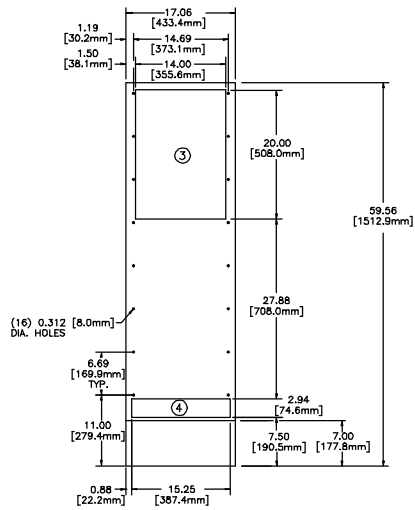 17.06
[433.4mm]
1.19
[30.2mm]
14.69
[373.1mm]
1.50
[38.1mm]
14.00
[355.6mm]
3
20.00
[508.0mm]
59.56
[1512.9mm]
27.88
[708.0mm]
(16) 0.312 [8.0mm]
DIA. HOLES
6.69
[169.9mm]
TYP.
4
2.94
[74.6mm]
11.00
[279.4mm]
7.50
[190.5mm]
7.00
[177.8mm]
0.88
[22.2mm]
15.25
[387.4mm]